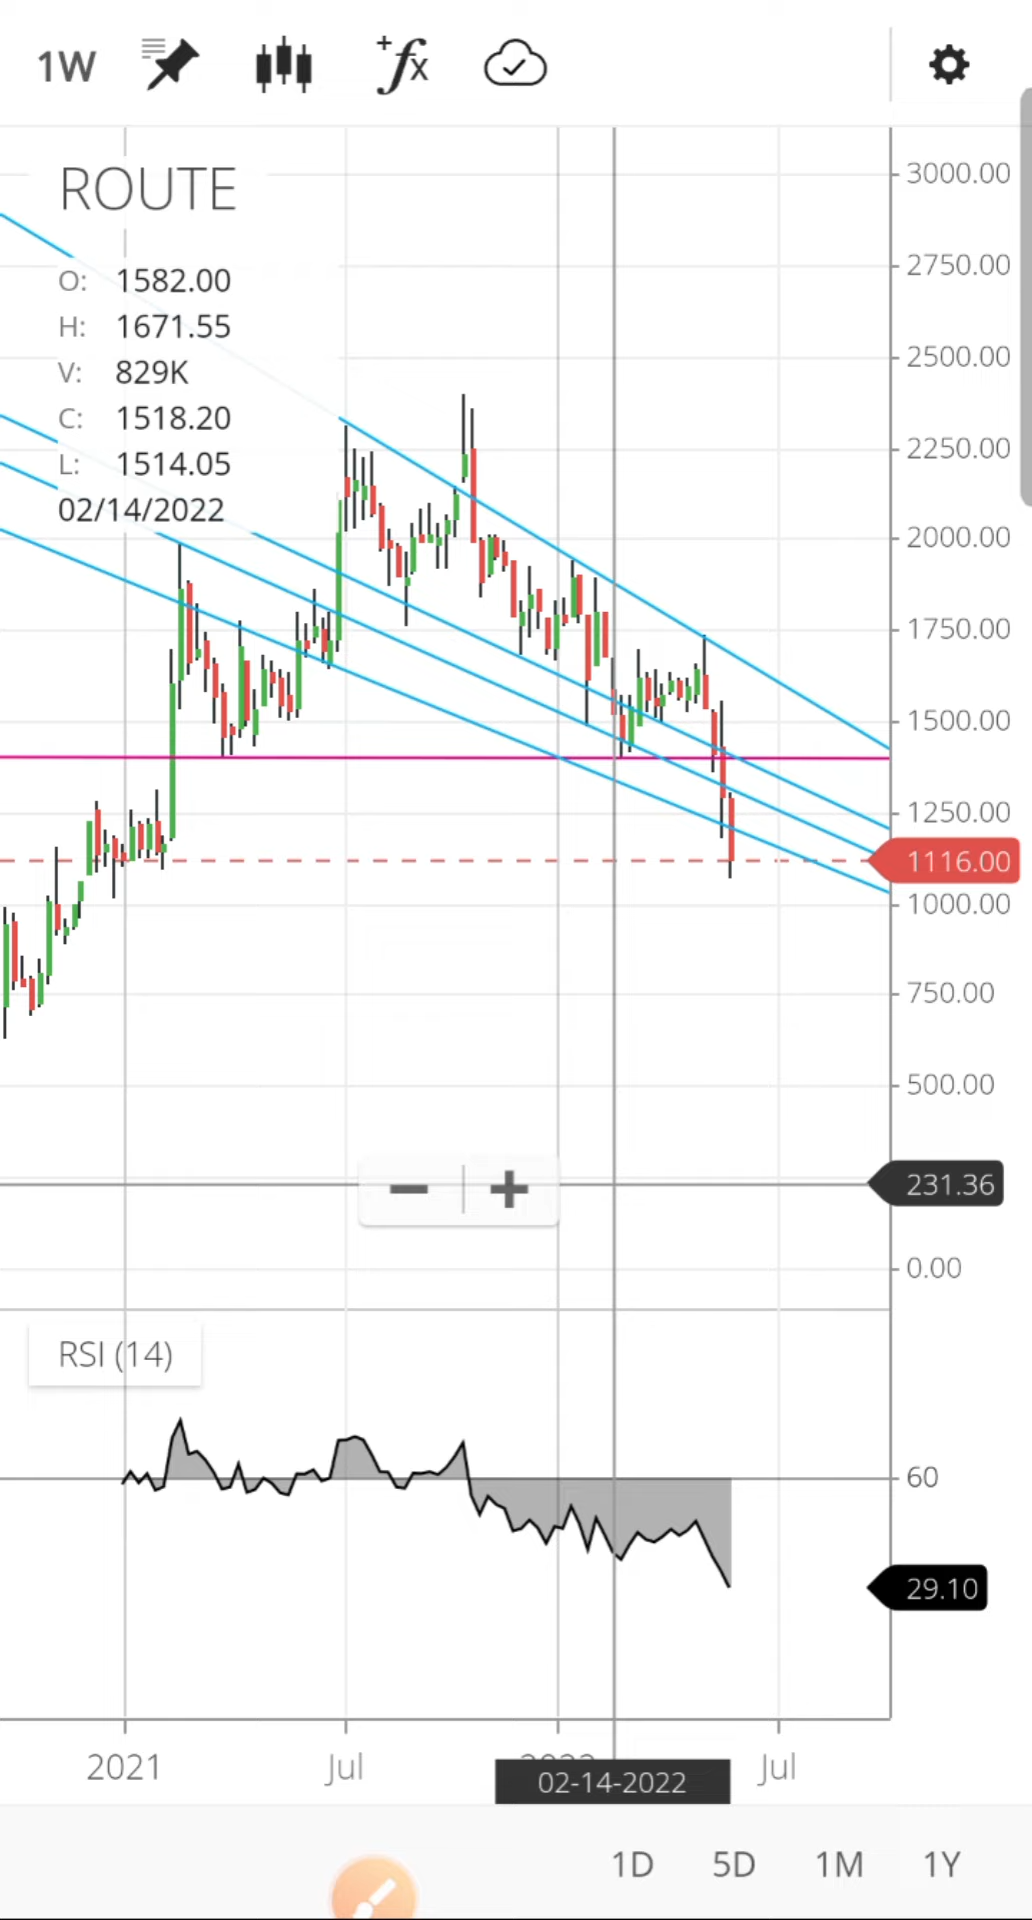 1W
+fx
ROUTE
O: 1582.00
H: 1671.55
V: 829K
C: 1518.20
L: 1514.05
02/14/2022
3000.00
2750.00
2500.00
2250.00
2000.00
1750.00
1500.00
1250.00
1116.00
1000.00
750.00
500.00
231.36
0.00
RSI (14)
60
29.10
2021 Jul Jul
02-14-2022
1D 5D 1M 1Y